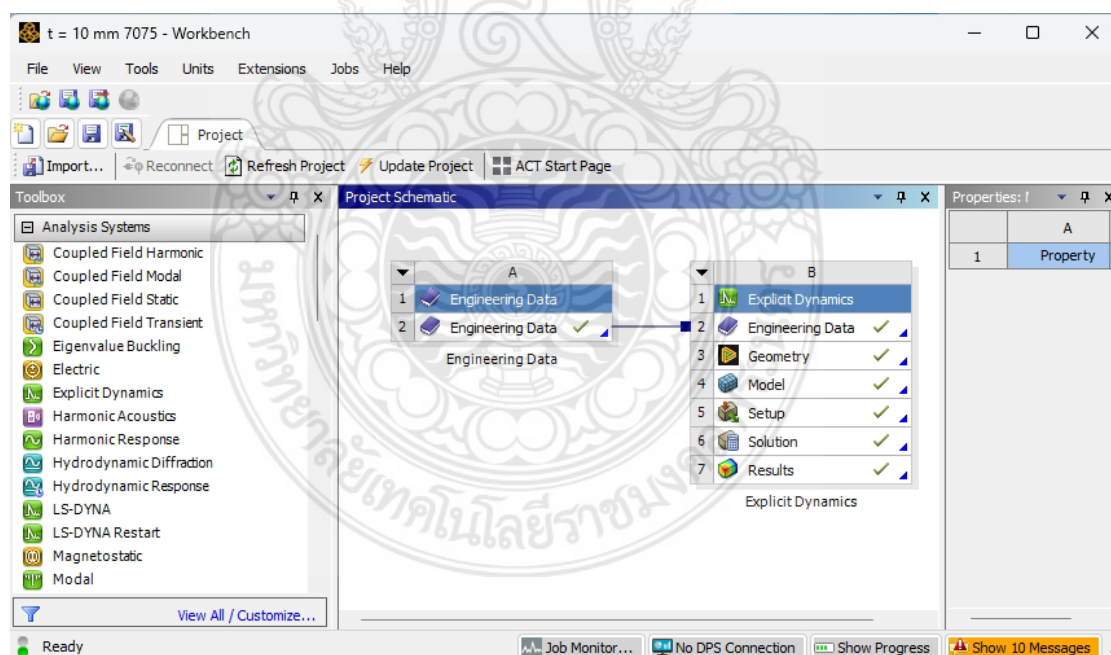 t = 10 mm 7075 - Workbench
File View Tools Units Extensions Jobs Help
Project
Import... Reconnect Refresh Project Update Project ACT Start Page
Toolbox
Analysis Systems
Coupled Field Harmonic
Coupled Field Modal
Coupled Field Static
Coupled Field Transient
Eigenvalue Buckling
Electric
Explicit Dynamics
Harmonic Acoustics
Harmonic Response
Hydrodynamic Diffraction
Hydrodynamic Response
LS-DYNA
LS-DYNA Restart
Magnetostatic
Modal
View All / Customize...
Project Schematic
A
1 Engineering Data
2 Engineering Data
Engineering Data
B
1 Explicit Dynamics
2 Engineering Data
3 Geometry
4 Model
5 Setup
6 Solution
7 Results
Explicit Dynamics
Properties:
A
1 Property
Ready
Job Monitor... No DPS Connection Show Progress Show 10 Messages